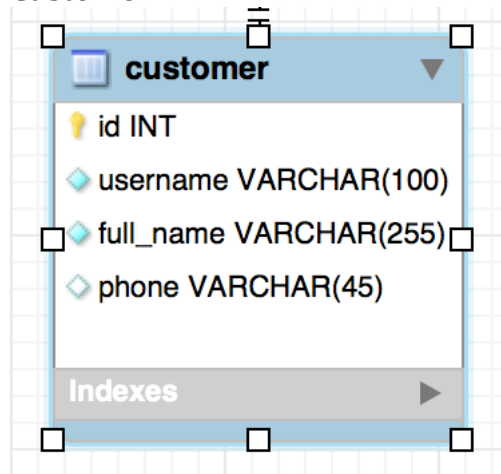 customer
id INT
username VARCHAR(100)
full_name VARCHAR(255)
phone VARCHAR(45)
Indexes